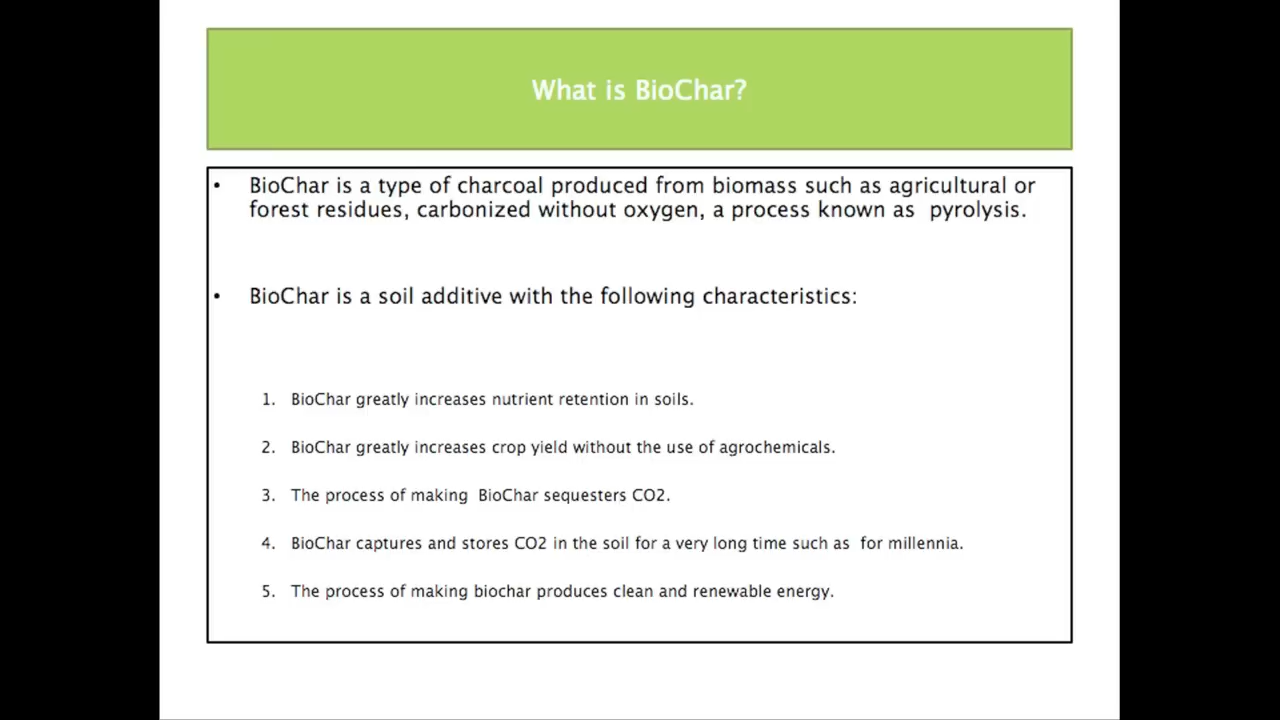 What is BioChar?
• BioChar is a type of charcoal produced from biomass such as agricultural or
forest residues, carbonized without oxygen, a process known as  pyrolysis.
• BioChar is a soil additive with the following characteristics:
1. BioChar greatly increases nutrient retention in soils.
2. BioChar greatly increases crop yield without the use of agrochemicals.
3. The process of making  BioChar sequesters CO2.
4. BioChar captures and stores CO2 in the soil for a very long time such as  for millennia.
5. The process of making biochar produces clean and renewable energy.